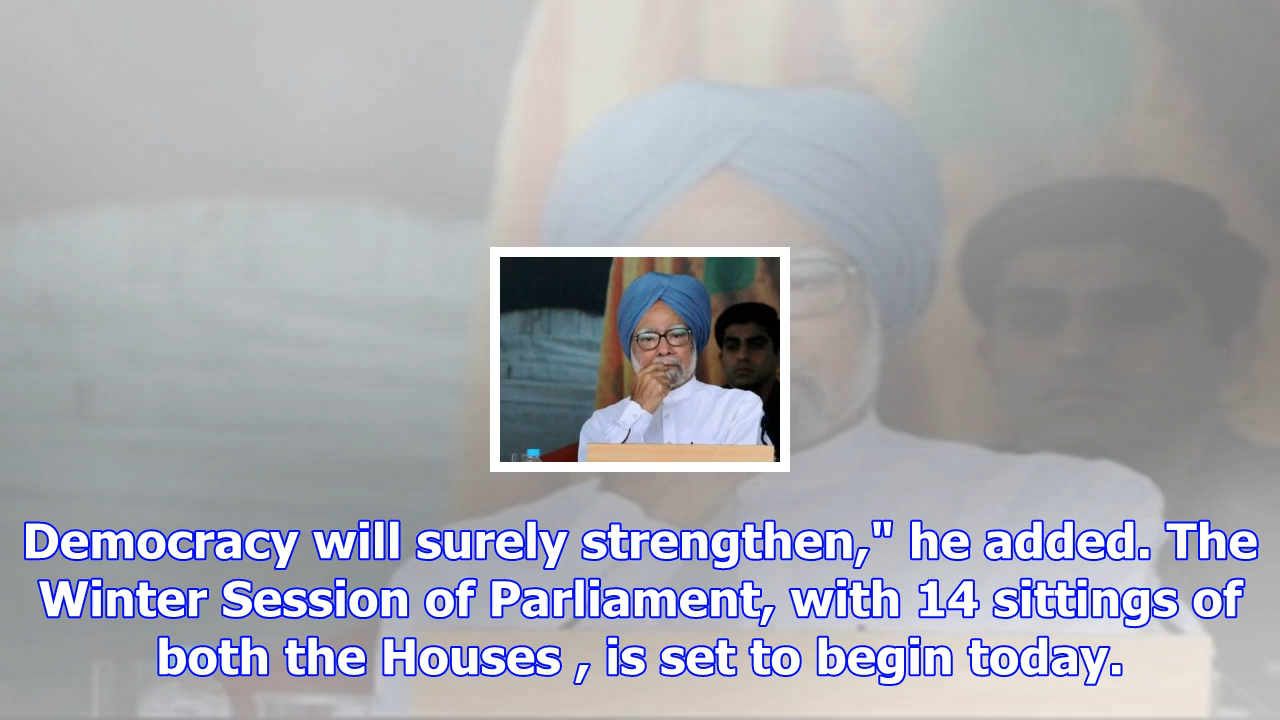 Democracy will surely strengthen," he added. The
Winter Session of Parliament, with 14 sittings of
both the Houses , is set to begin today.